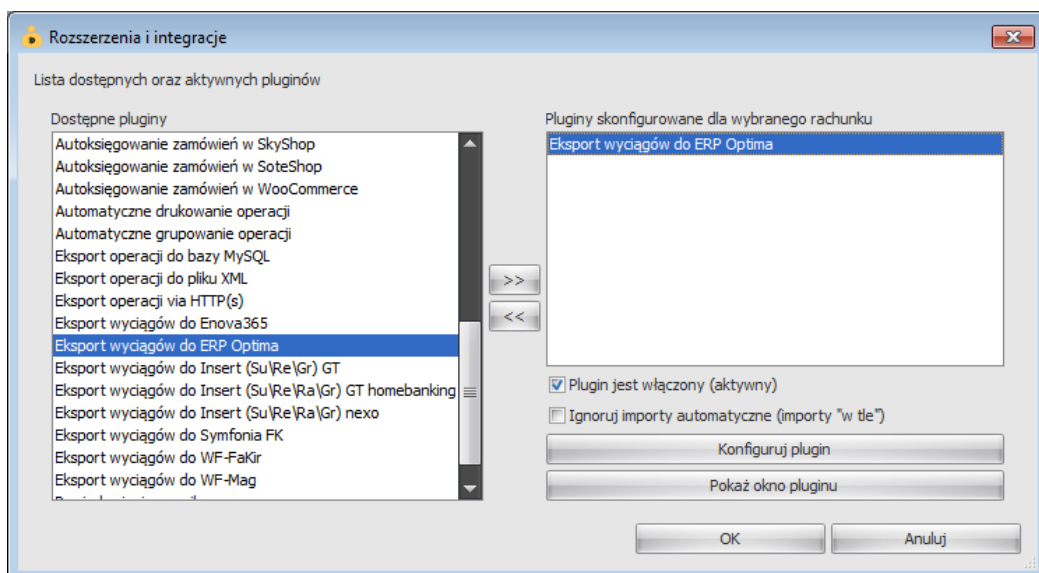 Rozszerzenia i integracje
Lista dostępnych oraz aktywnych pluginów
Dostępne pluginy
Autoksięgowanie zamówień w SkyShop
Autoksięgowanie zamówień w SoteShop
Autoksięgowanie zamówień w WooCommerce
Automatyczne drukowanie operacji
Automatyczne grupowanie operacji
Eksport operacji do bazy MySQL
Eksport operacji do pliku XML
Eksport operacji via HTTP(s)
Eksport wyciągów do Enova365
Eksport wyciągów do ERP Optima
Eksport wyciągów do Insert (Su\Re\Gr) GT
Eksport wyciągów do Insert (Su\Re\Ra\Gr) GT homebanking
Eksport wyciągów do Insert (Su\Re\Ra\Gr) nexo
Eksport wyciągów do Symfonia FK
Eksport wyciągów do WF-FaKir
Eksport wyciągów do WF-Mag
>>
<<
Pluginy skonfigurowane dla wybranego rachunku
Eksport wyciągów do ERP Optima
Plugin jest włączony (aktywny)
Ignoruj importy automatyczne (importy "w tle")
Konfiguruj plugin
Pokaż okno pluginu
OK
Anuluj